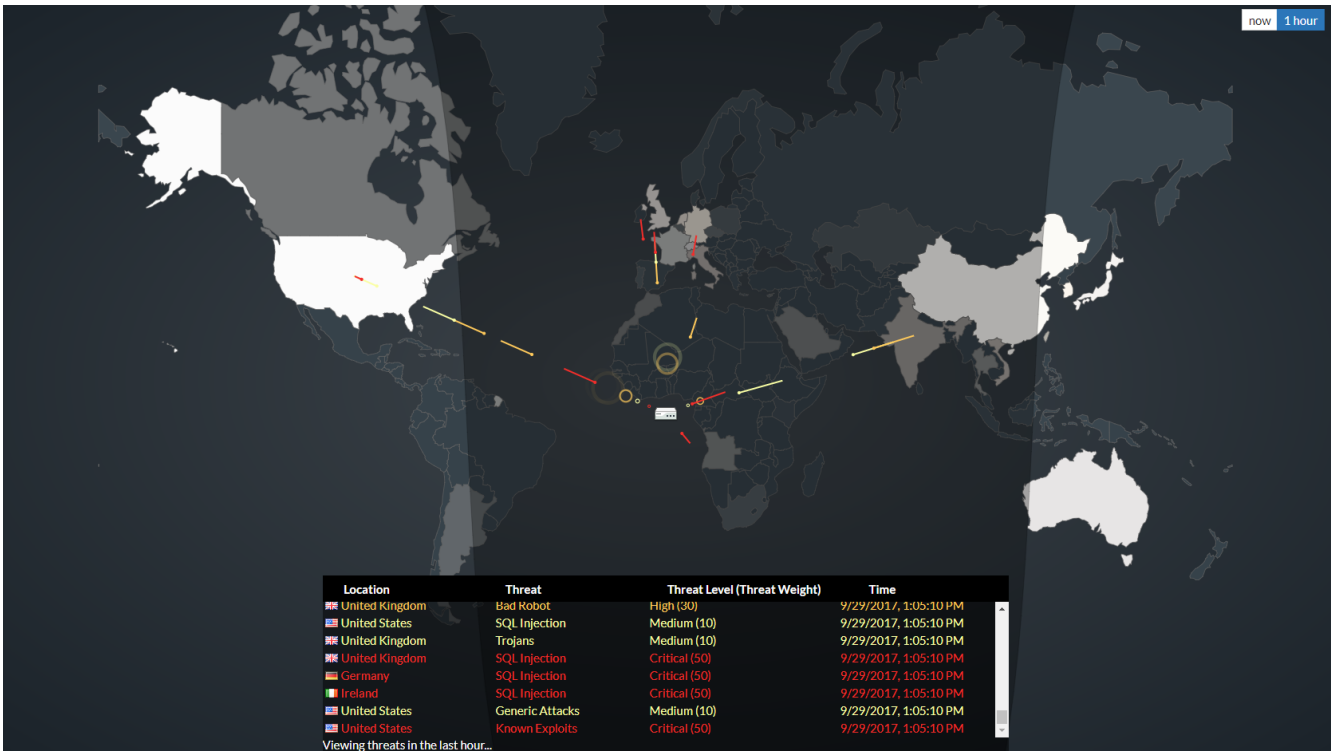 now 1 hour
Location Threat Threat Level (Threat Weight) Time
United Kingdom Bad Robot High (30) 9/29/2017, 1:05:10 PM
United States SQL Injection Medium (10) 9/29/2017, 1:05:10 PM
United Kingdom Trojans Medium (10) 9/29/2017, 1:05:10 PM
United Kingdom SQL Injection Critical (50) 9/29/2017, 1:05:10 PM
Germany SQL Injection Critical (50) 9/29/2017, 1:05:10 PM
Ireland SQL Injection Critical (50) 9/29/2017, 1:05:10 PM
United States Generic Attacks Medium (10) 9/29/2017, 1:05:10 PM
United States Known Exploits Critical (50) 9/29/2017, 1:05:10 PM
Viewing threats in the last hour...